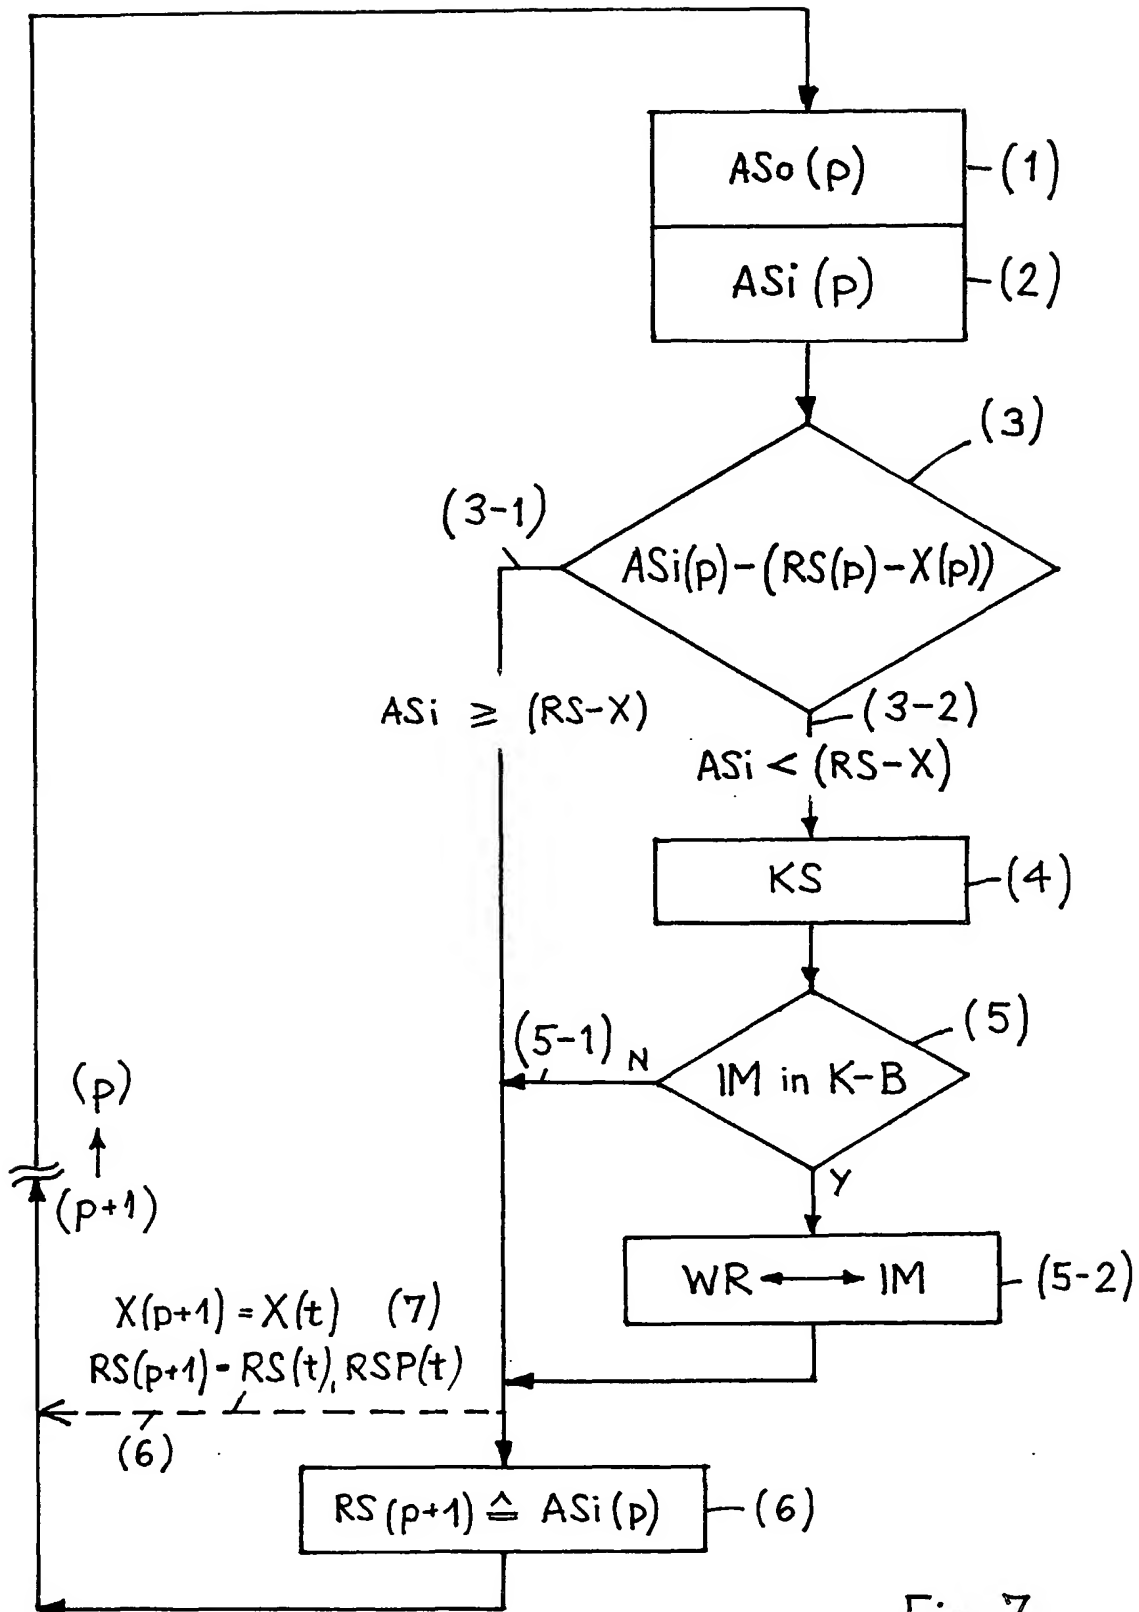 ASo (p)
(1)
ASi (p)
(2)
(3)
(3-1)
ASi(p)-(RS(p)-X(p))
ASi ≥ (RS-X)
(3-2)
ASi < (RS-X)
KS
(4)
(5)
(5-1) N
IM in K-B
Y
(p)
(p+1)
WR ↔ IM
(5-2)
X(p+1) = X(t) (7)
RS(p+1) - RS(t), RSP(t)
(6)
RS (p+1) ≙ ASi (p)
(6)